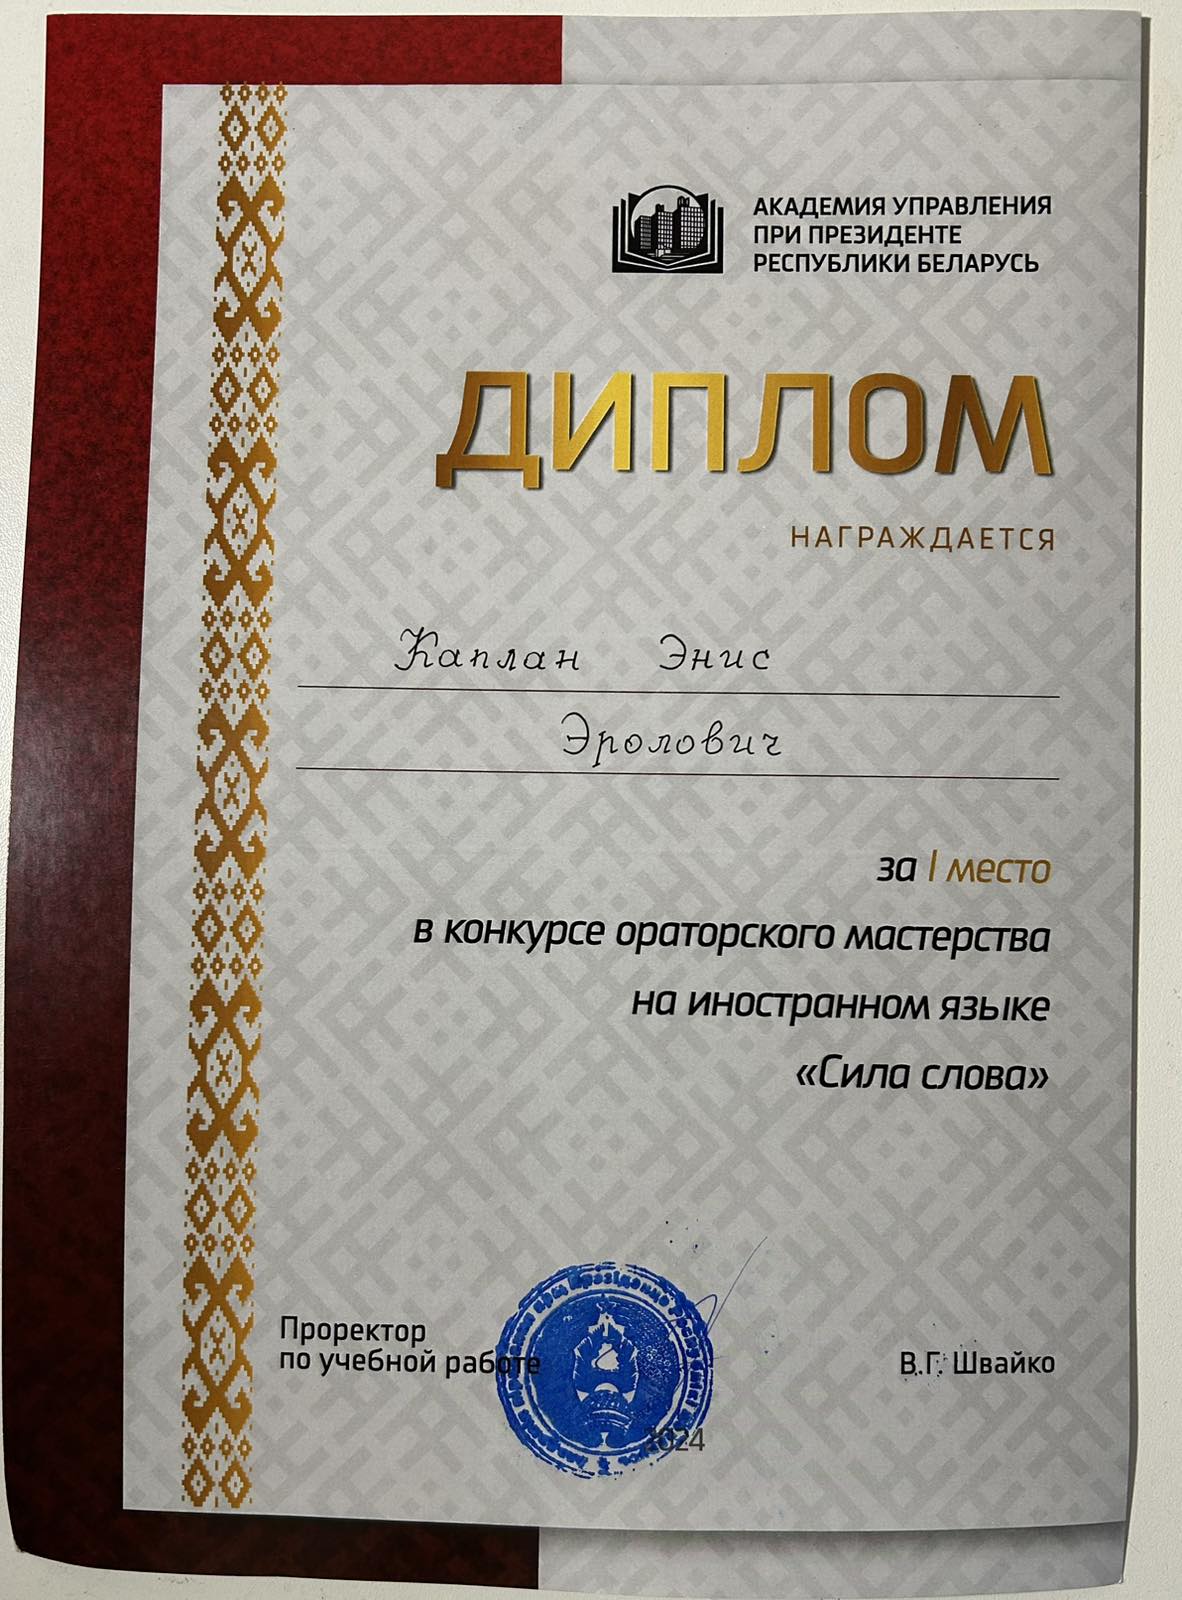 АКАДЕМИЯ УПРАВЛЕНИЯ
ПРИ ПРЕЗИДЕНТЕ
РЕСПУБЛИКИ БЕЛАРУСЬ
ДИПЛОМ
НАГРАЖДАЕТСЯ
Каплан Энис
Эролович
за I место
в конкурсе ораторского мастерства
на иностранном языке
«Сила слова»
Проректор
по учебной работе
В.Г. Швайко
2024